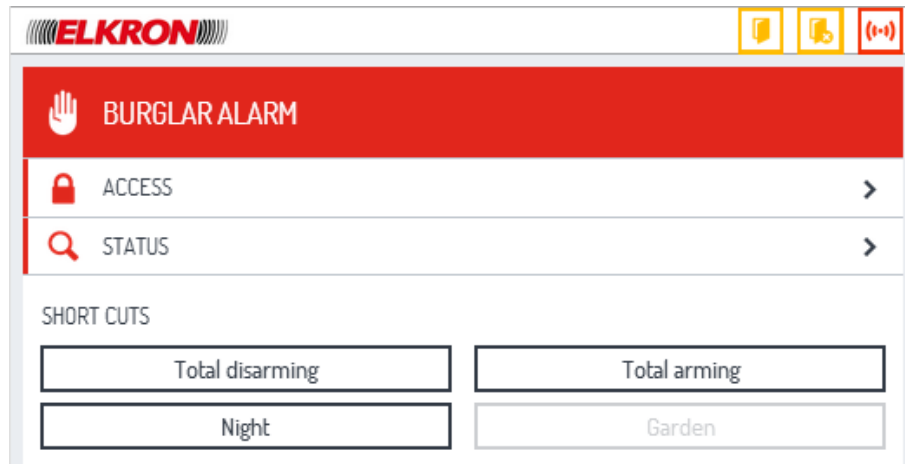 ELKRON
BURGLAR ALARM
ACCESS
STATUS
SHORT CUTS
Total disarming
Total arming
Night
Garden